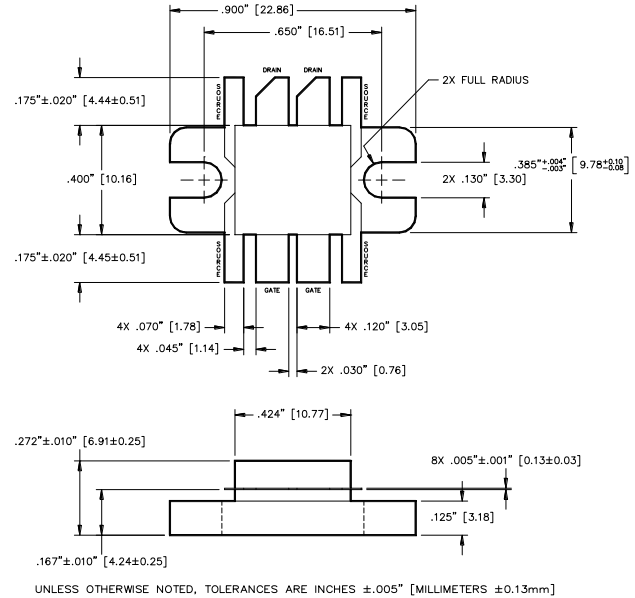 .900" [22.86]
.650" [16.51]
DRAIN DRAIN
2X FULL RADIUS
SOURCE SOURCE
.175"±.020" [4.44±0.51]
.385"+.004" -.003" [9.78+0.10 -0.08]
.400" [10.16]
2X .130" [3.30]
.175"±.020" [4.45±0.51]
SOURCE SOURCE
GATE GATE
4X .070" [1.78]
4X .120" [3.05]
4X .045" [1.14]
2X .030" [0.76]
.424" [10.77]
.272"±.010" [6.91±0.25]
8X .005"±.001" [0.13±0.03]
.125" [3.18]
.167"±.010" [4.24±0.25]
UNLESS OTHERWISE NOTED, TOLERANCES ARE INCHES ±.005" [MILLIMETERS ±0.13mm]